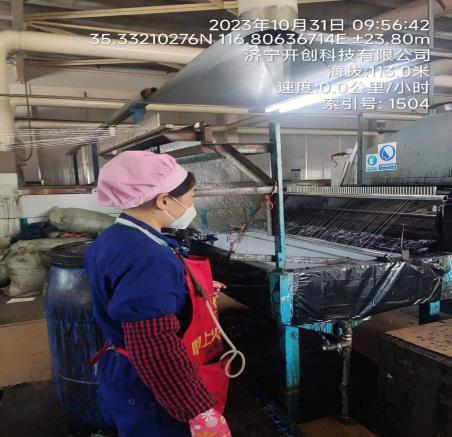 2023年10月31日 09:56:42
35.33210276N 116.80636714E ±23.80m
济宁开创科技有限公司
海拔:113.0米
速度:0.0公里/小时
索引号: 1504